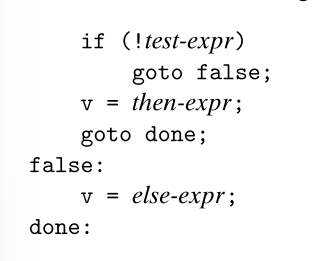 if (!test-expr)
goto false;
v = then-expr;
goto done;
false:
v = else-expr;
done: